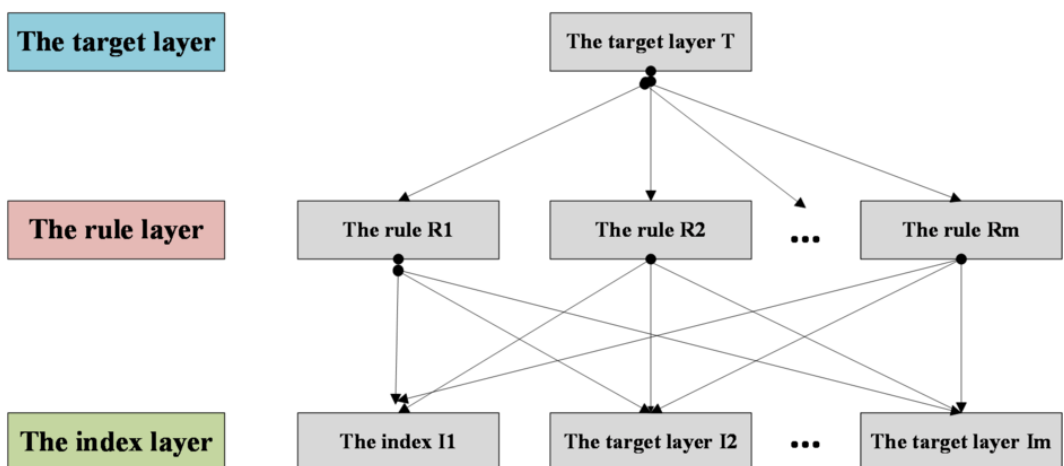 The target layer
The target layer T
The rule layer
The rule R1
The rule R2
...
The rule Rm
The index layer
The index I1
The target layer I2
...
The target layer Im